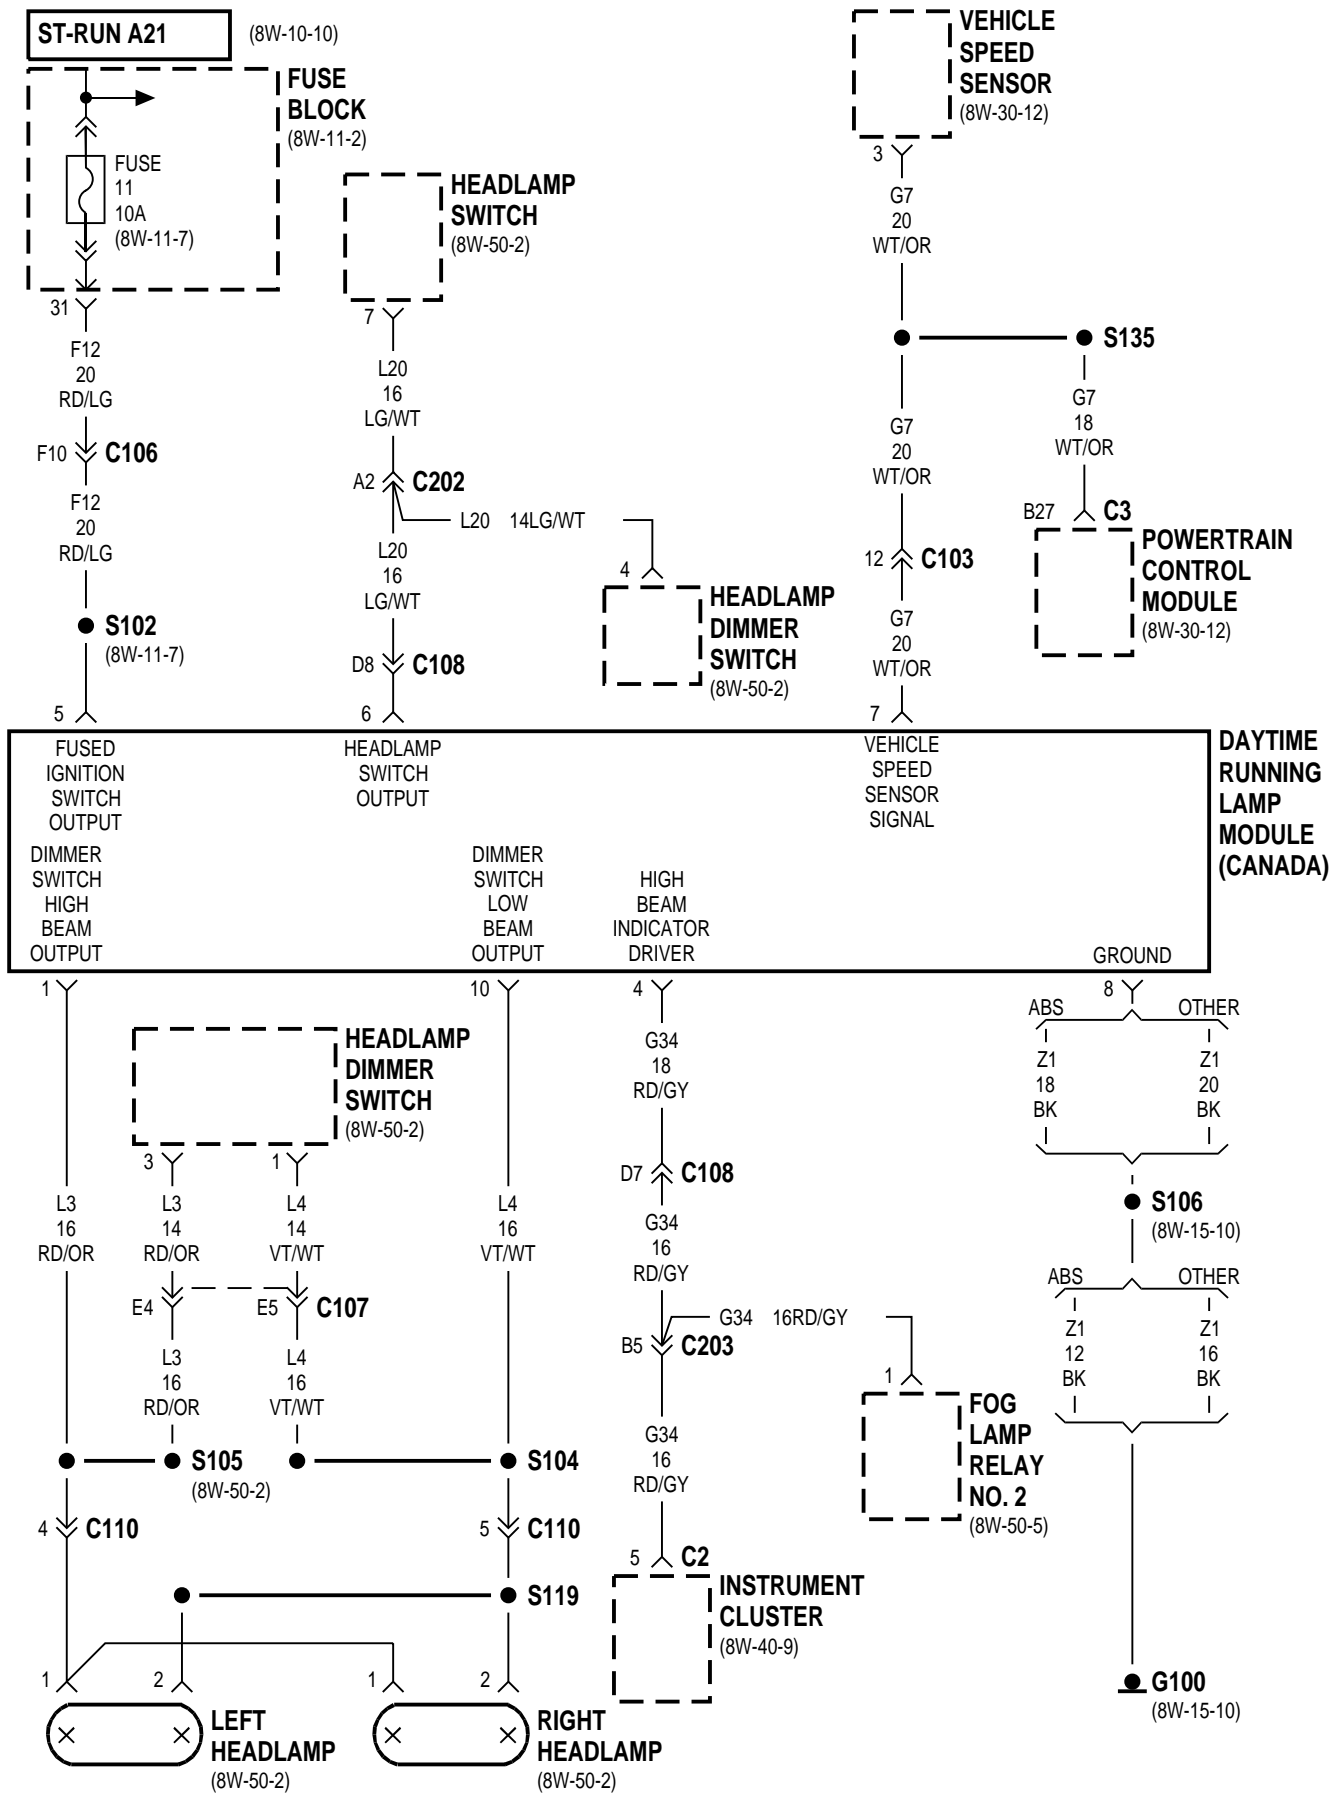 ST-RUN A21
(8W-10-10)
FUSE
BLOCK
(8W-11-2)
FUSE
11
10A
(8W-11-7)
31
F12
20
RD/LG
F10
C106
F12
20
RD/LG
S102
(8W-11-7)
5
HEADLAMP
SWITCH
(8W-50-2)
7
L20
16
LG/WT
A2
C202
L20 14LG/WT
L20
16
LG/WT
D8
C108
6
4
HEADLAMP
DIMMER
SWITCH
(8W-50-2)
VEHICLE
SPEED
SENSOR
(8W-30-12)
3
G7
20
WT/OR
S135
G7
20
WT/OR
12
C103
G7
20
WT/OR
7
G7
18
WT/OR
B27
C3
POWERTRAIN
CONTROL
MODULE
(8W-30-12)
FUSED
IGNITION
SWITCH
OUTPUT
HEADLAMP
SWITCH
OUTPUT
VEHICLE
SPEED
SENSOR
SIGNAL
DAYTIME
RUNNING
LAMP
MODULE
(CANADA)
DIMMER
SWITCH
HIGH
BEAM
OUTPUT
DIMMER
SWITCH
LOW
BEAM
OUTPUT
HIGH
BEAM
INDICATOR
DRIVER
GROUND
1
10
4
8
L3
16
RD/OR
HEADLAMP
DIMMER
SWITCH
(8W-50-2)
3
1
L3
14
RD/OR
L4
14
VT/WT
E4
E5
C107
L3
16
RD/OR
L4
16
VT/WT
L4
16
VT/WT
S105
(8W-50-2)
S104
4
C110
5
C110
S119
1
2
1
2
LEFT
HEADLAMP
(8W-50-2)
RIGHT
HEADLAMP
(8W-50-2)
G34
18
RD/GY
D7
C108
G34
16
RD/GY
G34 16RD/GY
B5
C203
G34
16
RD/GY
5
C2
INSTRUMENT
CLUSTER
(8W-40-9)
1
FOG
LAMP
RELAY
NO. 2
(8W-50-5)
ABS
OTHER
Z1
18
BK
Z1
20
BK
S106
(8W-15-10)
ABS
OTHER
Z1
12
BK
Z1
16
BK
G100
(8W-15-10)